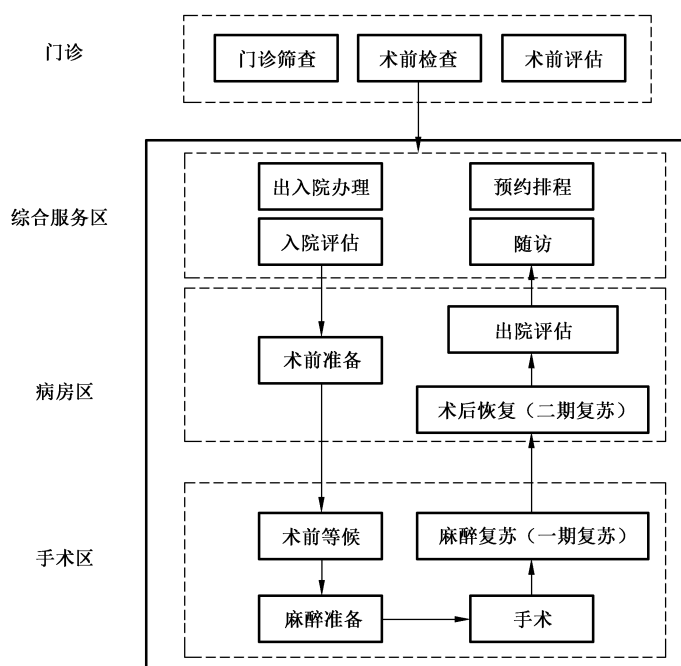 门诊
门诊筛查
术前检查
术前评估
综合服务区
出入院办理
预约排程
入院评估
随访
病房区
出院评估
术前准备
术后恢复（二期复苏）
手术区
术前等候
麻醉复苏（一期复苏）
麻醉准备
手术